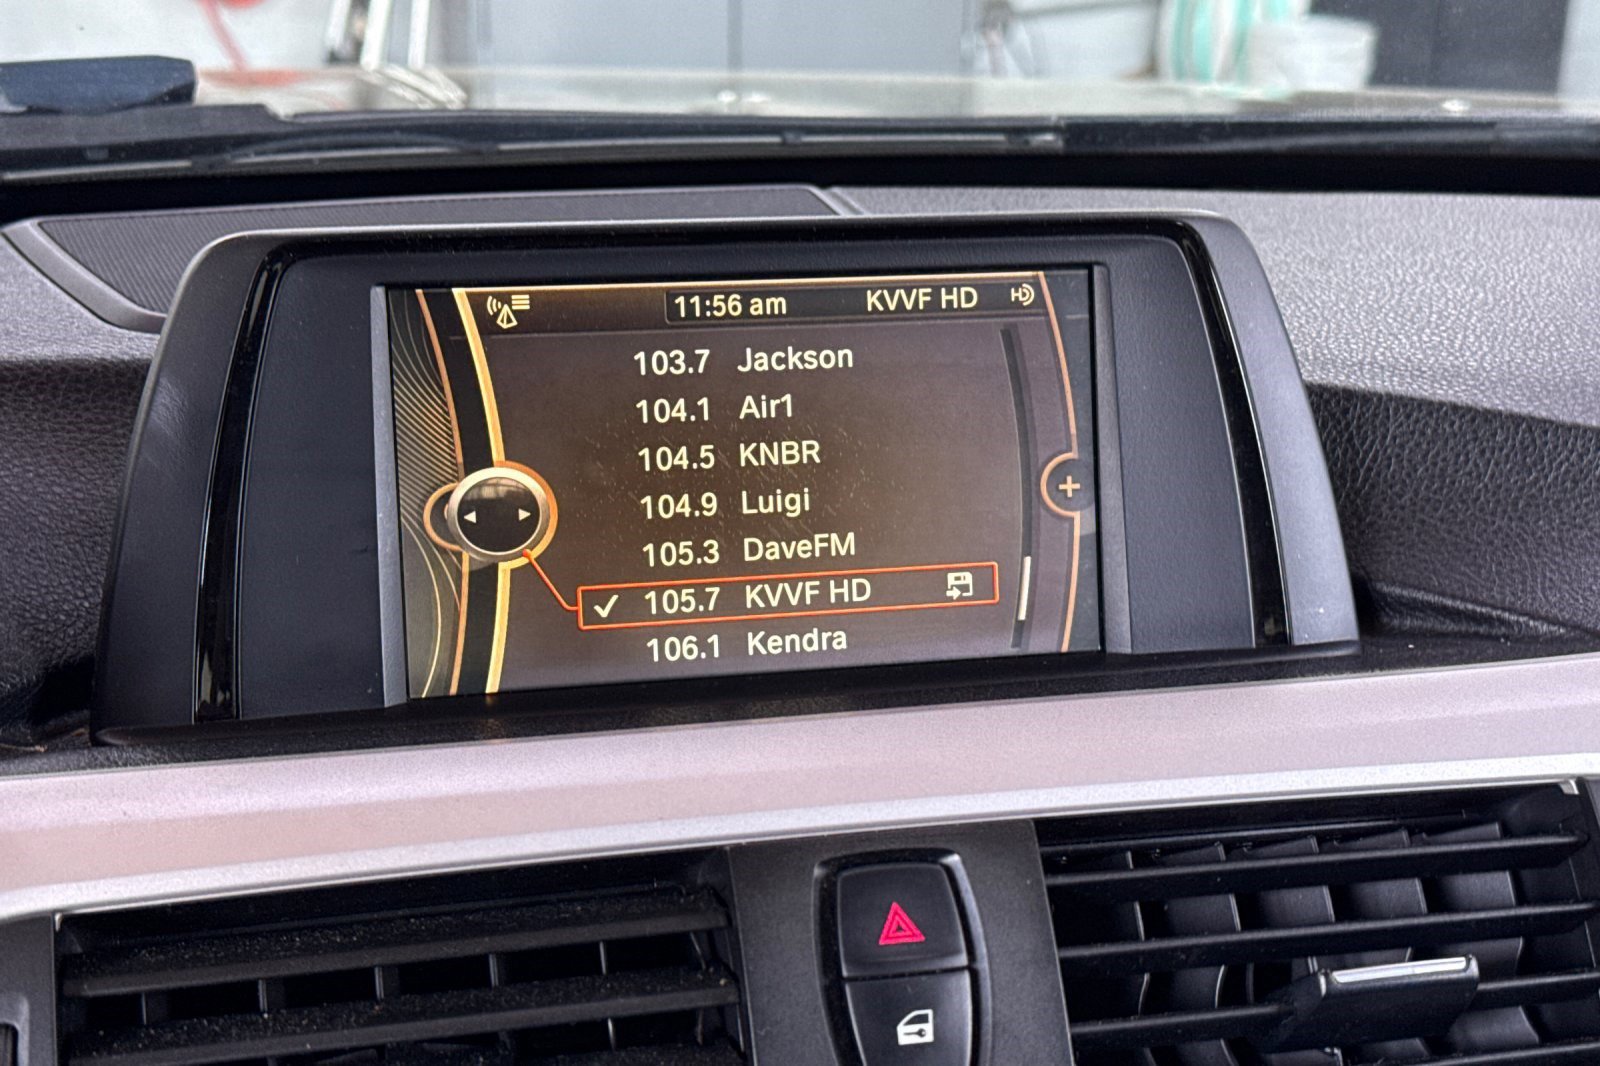 11:56 am KVVF HD HD
103.7 Jackson
104.1 Air1
104.5 KNBR
104.9 Luigi
105.3 DaveFM
105.7 KVVF HD
106.1 Kendra